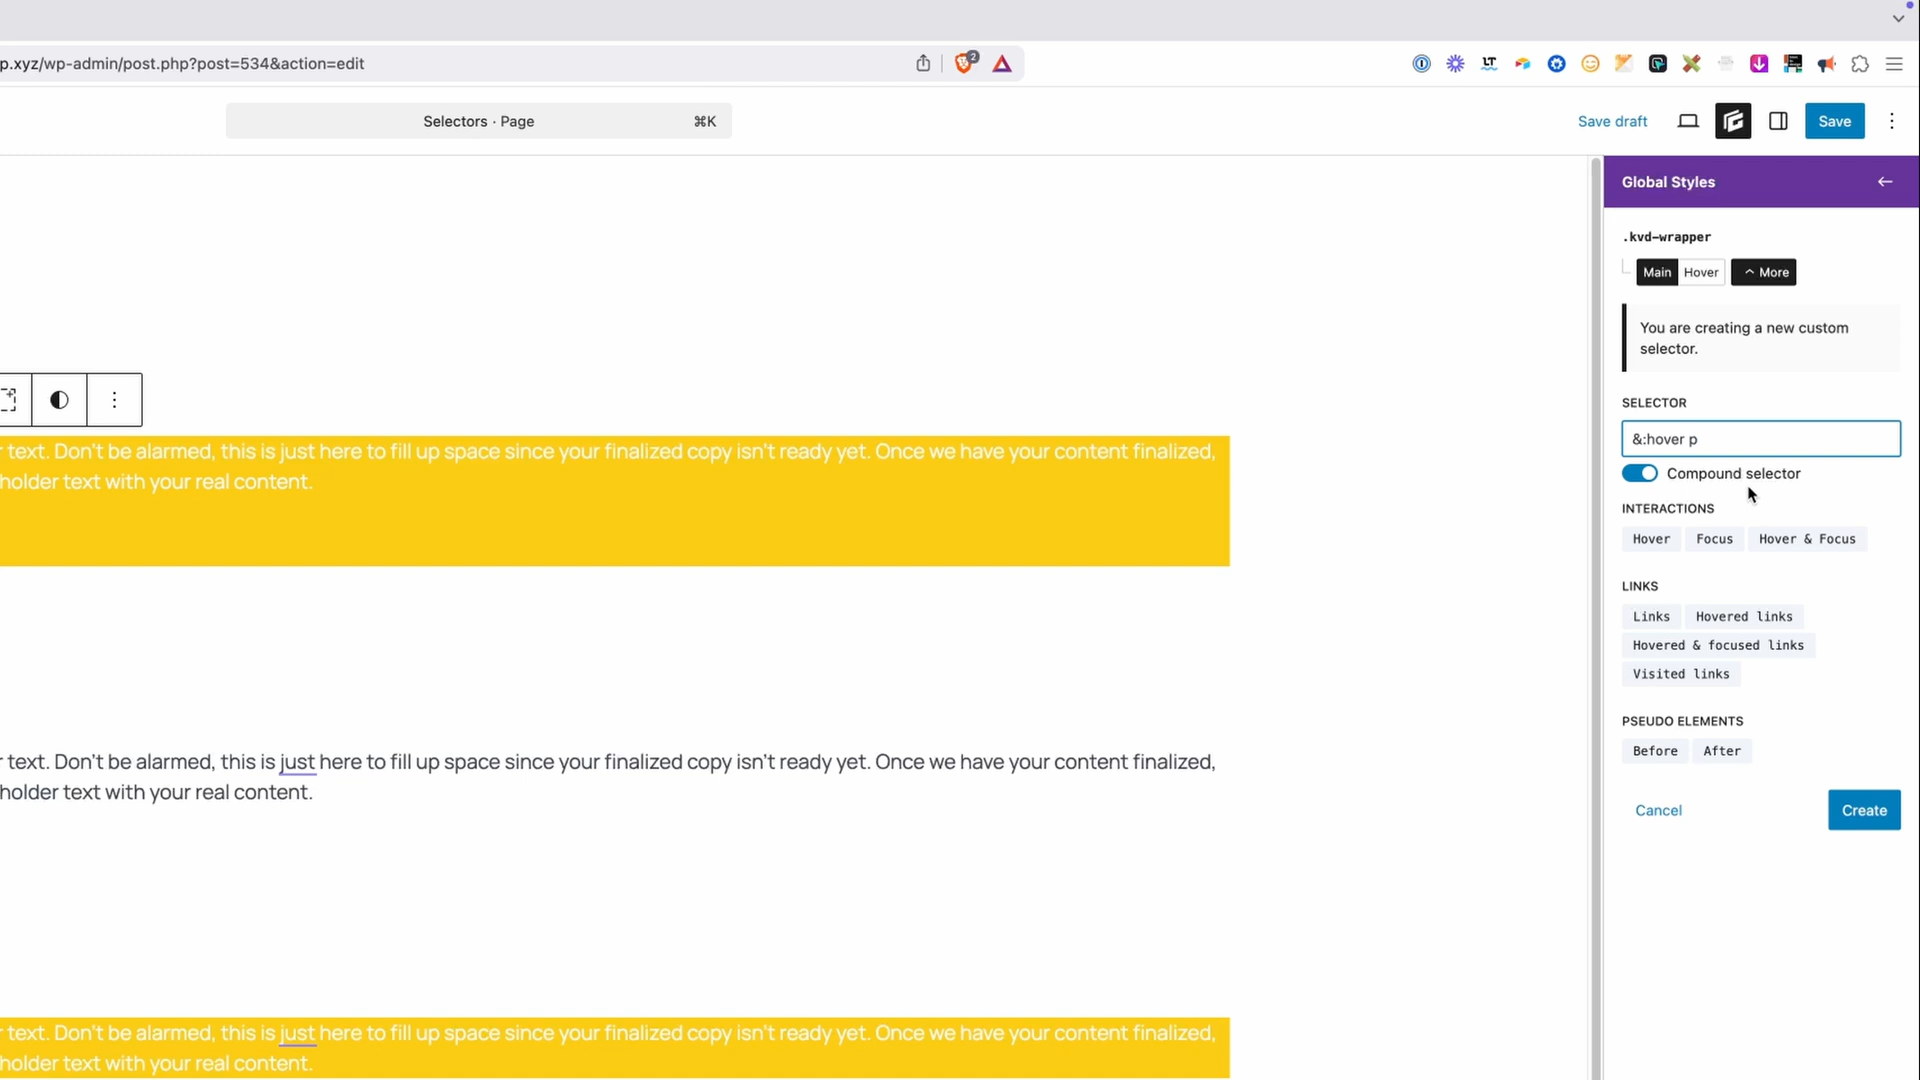 p.xyz/wp-admin/post.php?post=534&action=edit
2
LT
Selectors · Page ⌘K
Save draft
Save
Global Styles
.kvd-wrapper
Main Hover More
You are creating a new custom
selector.
SELECTOR
&:hover p
Compound selector
INTERACTIONS
Hover Focus Hover & Focus
LINKS
Links Hovered links
Hovered & focused links
Visited links
PSEUDO ELEMENTS
Before After
Cancel Create
r text. Don’t be alarmed, this is just here to fill up space since your finalized copy isn’t ready yet. Once we have your content finalized,
holder text with your real content.
r text. Don’t be alarmed, this is just here to fill up space since your finalized copy isn’t ready yet. Once we have your content finalized,
holder text with your real content.
r text. Don’t be alarmed, this is just here to fill up space since your finalized copy isn’t ready yet. Once we have your content finalized,
holder text with your real content.